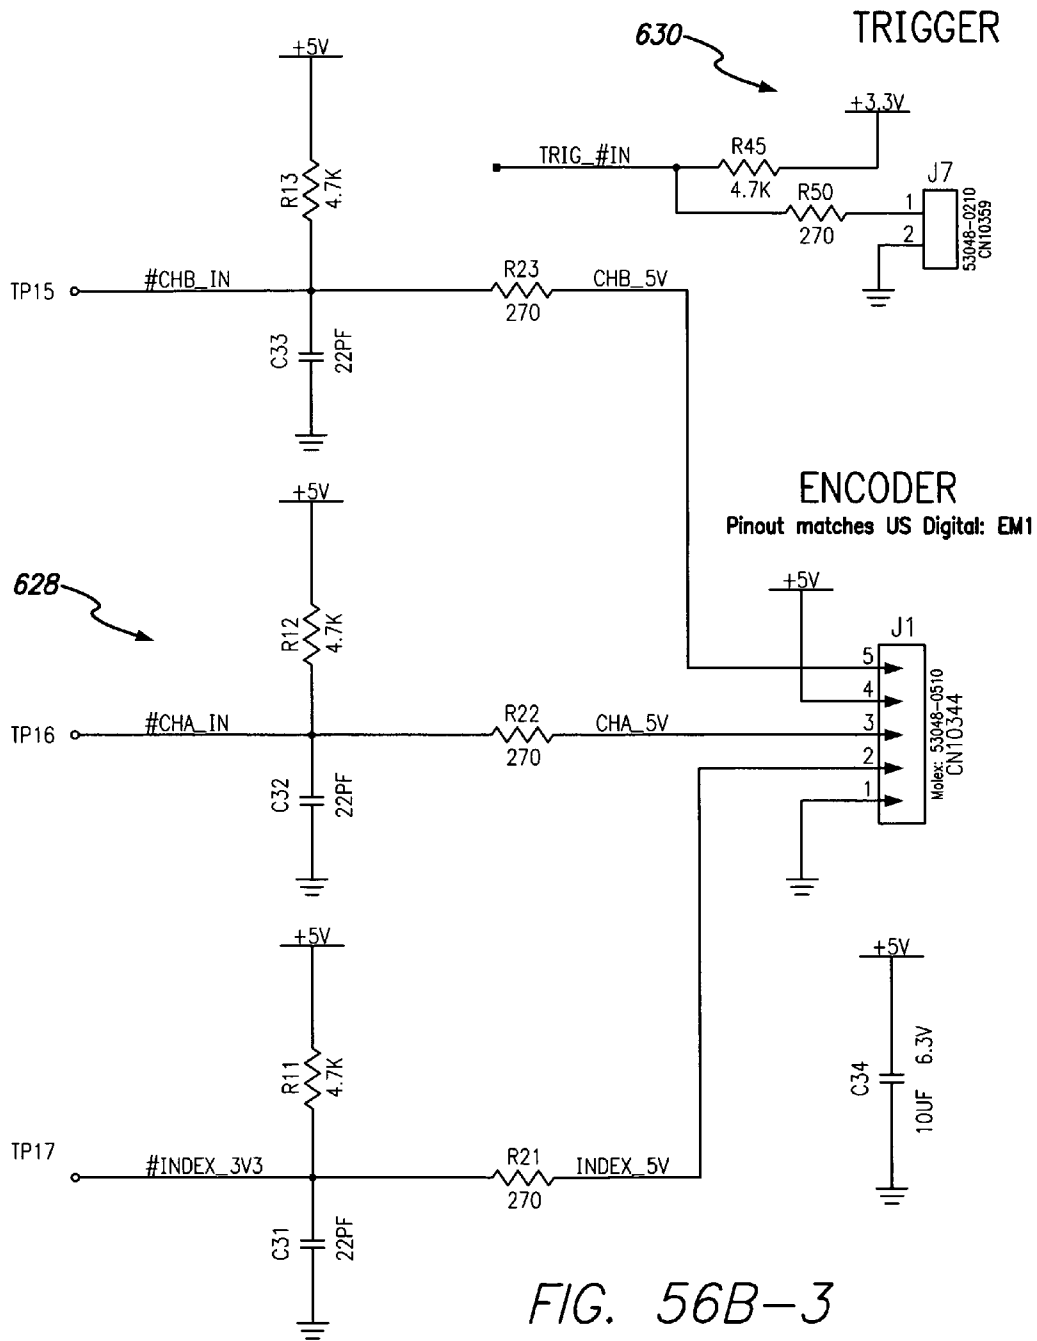 TRIGGER
630
+3.3V
TRIG_#IN
R45
4.7K
R50
270
J7
1
2
53048-0210
CN10359
+5V
R13
4.7K
TP15
#CHB_IN
R23
270
CHB_5V
C33
22PF
ENCODER
Pinout matches US Digital: EM1
628
+5V
R12
4.7K
TP16
#CHA_IN
R22
270
CHA_5V
C32
22PF
+5V
J1
5
4
3
2
1
Molex: 53048-0510
CN10344
+5V
R11
4.7K
TP17
#INDEX_3V3
R21
270
INDEX_5V
C31
22PF
+5V
C34
10UF 6.3V
FIG. 56B-3